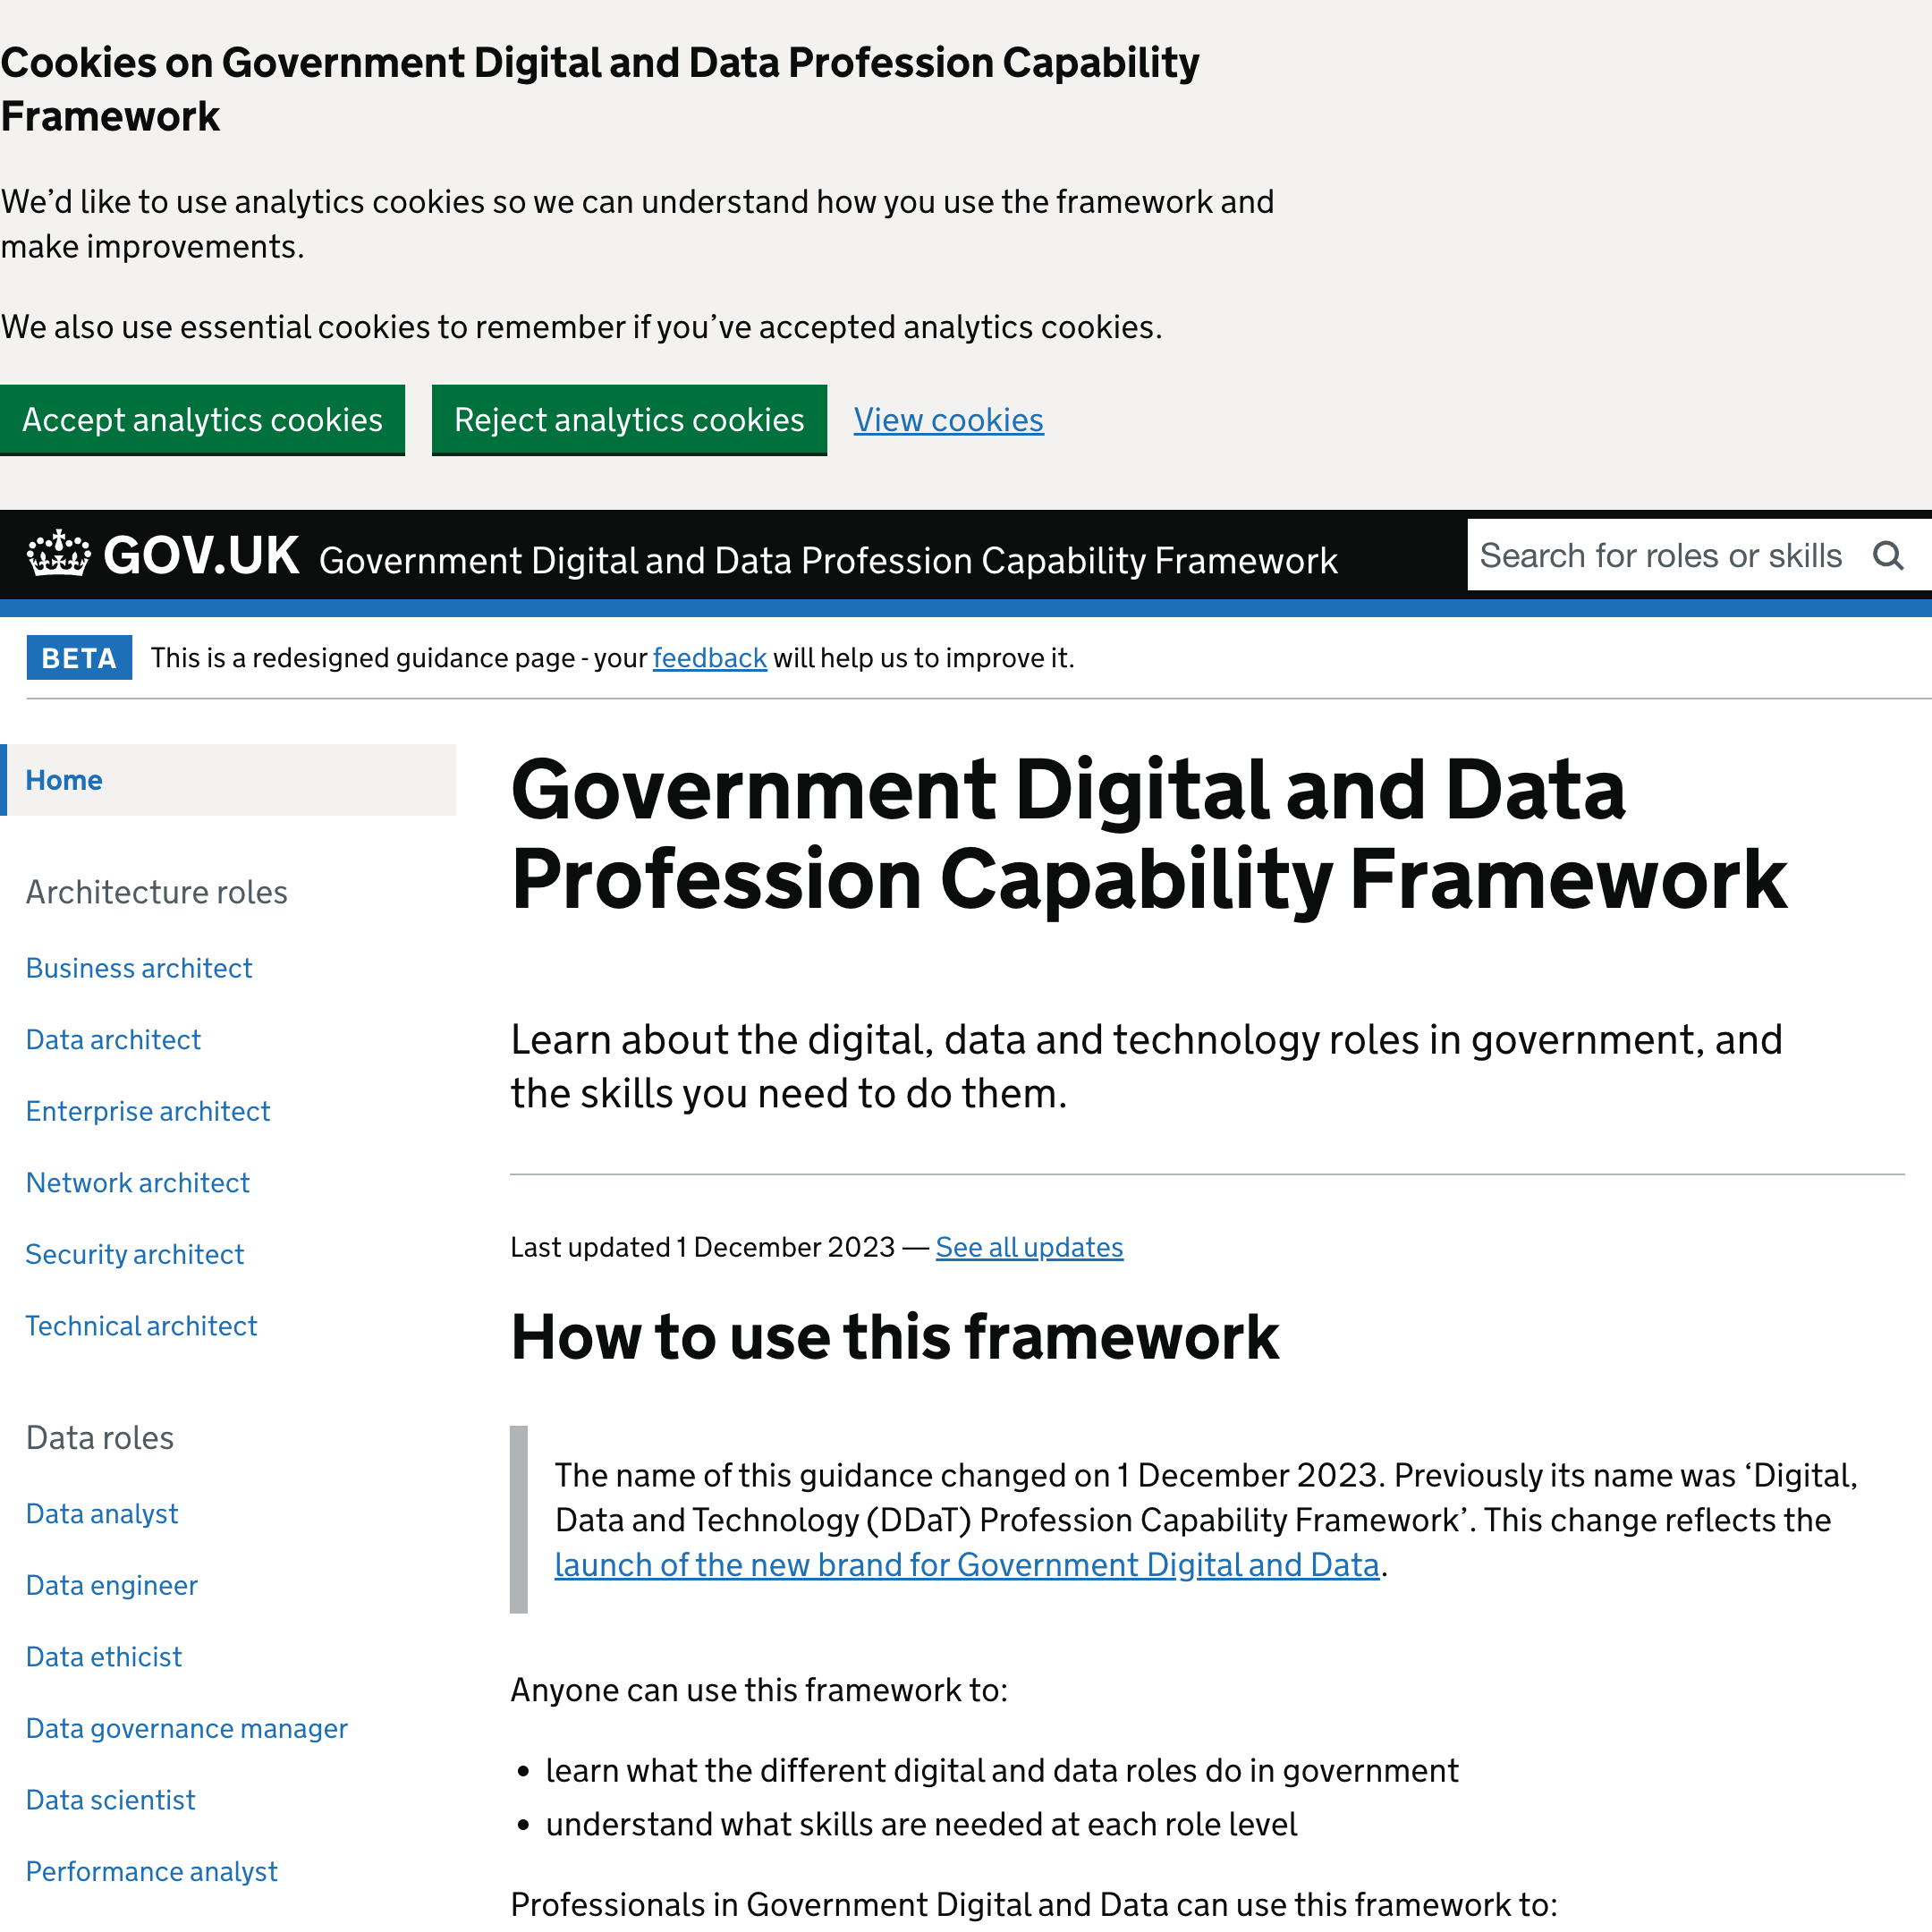 Cookies on Government Digital and Data Profession Capability
Framework
We’d like to use analytics cookies so we can understand how you use the framework and
make improvements.
We also use essential cookies to remember if you’ve accepted analytics cookies.
Accept analytics cookies
Reject analytics cookies
View cookies
GOV.UK Government Digital and Data Profession Capability Framework
Search for roles or skills
BETA This is a redesigned guidance page - your feedback will help us to improve it.
Home
Architecture roles
Business architect
Data architect
Enterprise architect
Network architect
Security architect
Technical architect
Data roles
Data analyst
Data engineer
Data ethicist
Data governance manager
Data scientist
Performance analyst
Government Digital and Data
Profession Capability Framework
Learn about the digital, data and technology roles in government, and
the skills you need to do them.
Last updated 1 December 2023 — See all updates
How to use this framework
The name of this guidance changed on 1 December 2023. Previously its name was ‘Digital,
Data and Technology (DDaT) Profession Capability Framework’. This change reflects the
launch of the new brand for Government Digital and Data.
Anyone can use this framework to:
• learn what the different digital and data roles do in government
• understand what skills are needed at each role level
Professionals in Government Digital and Data can use this framework to: